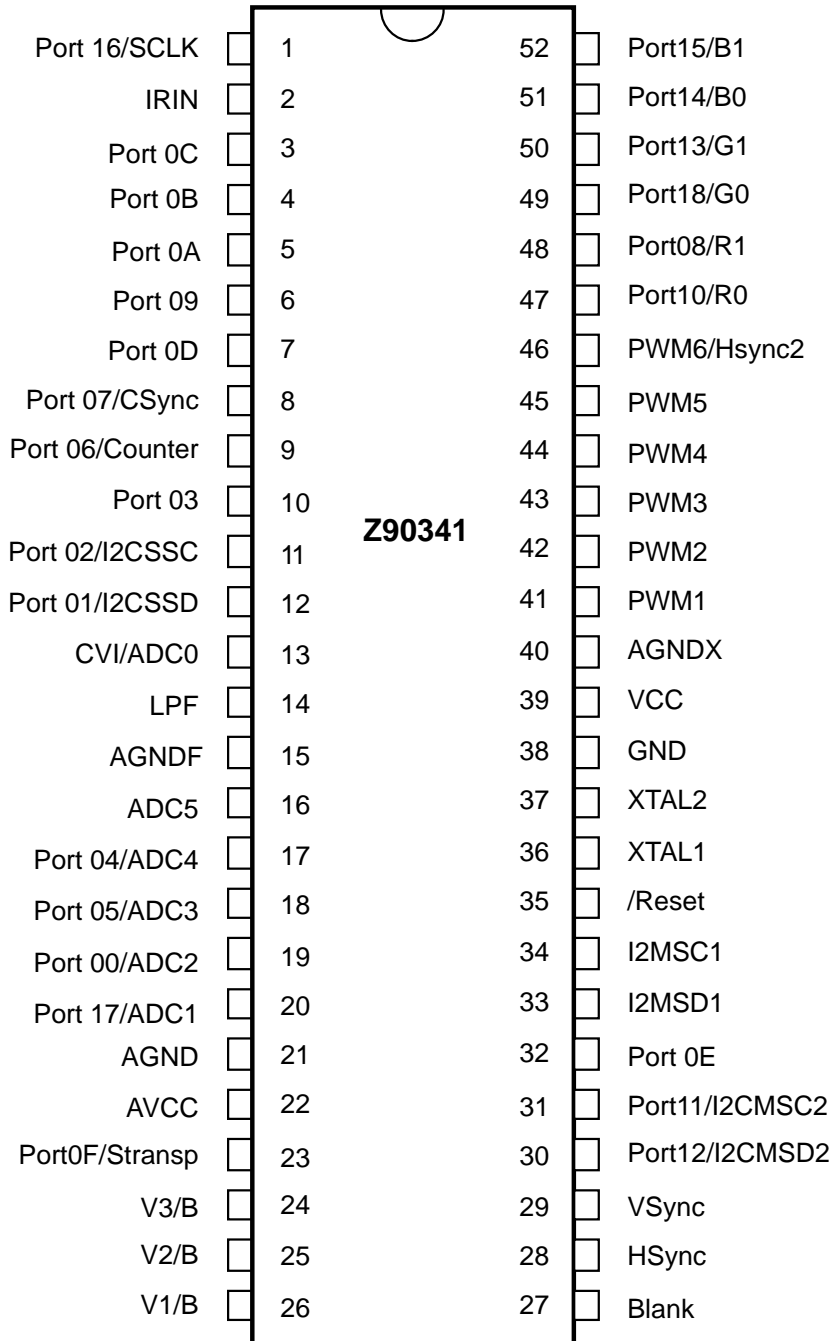 Port 16/SCLK 1 52 Port15/B1
IRIN 2 51 Port14/B0
Port 0C 3 50 Port13/G1
Port 0B 4 49 Port18/G0
Port 0A 5 48 Port08/R1
Port 09 6 47 Port10/R0
Port 0D 7 46 PWM6/Hsync2
Port 07/CSync 8 45 PWM5
Port 06/Counter 9 44 PWM4
Port 03 10 43 PWM3
Z90341
Port 02/I2CSSC 11 42 PWM2
Port 01/I2CSSD 12 41 PWM1
CVI/ADC0 13 40 AGNDX
LPF 14 39 VCC
AGNDF 15 38 GND
ADC5 16 37 XTAL2
Port 04/ADC4 17 36 XTAL1
Port 05/ADC3 18 35 /Reset
Port 00/ADC2 19 34 I2MSC1
Port 17/ADC1 20 33 I2MSD1
AGND 21 32 Port 0E
AVCC 22 31 Port11/I2CMSC2
Port0F/Stransp 23 30 Port12/I2CMSD2
V3/B 24 29 VSync
V2/B 25 28 HSync
V1/B 26 27 Blank